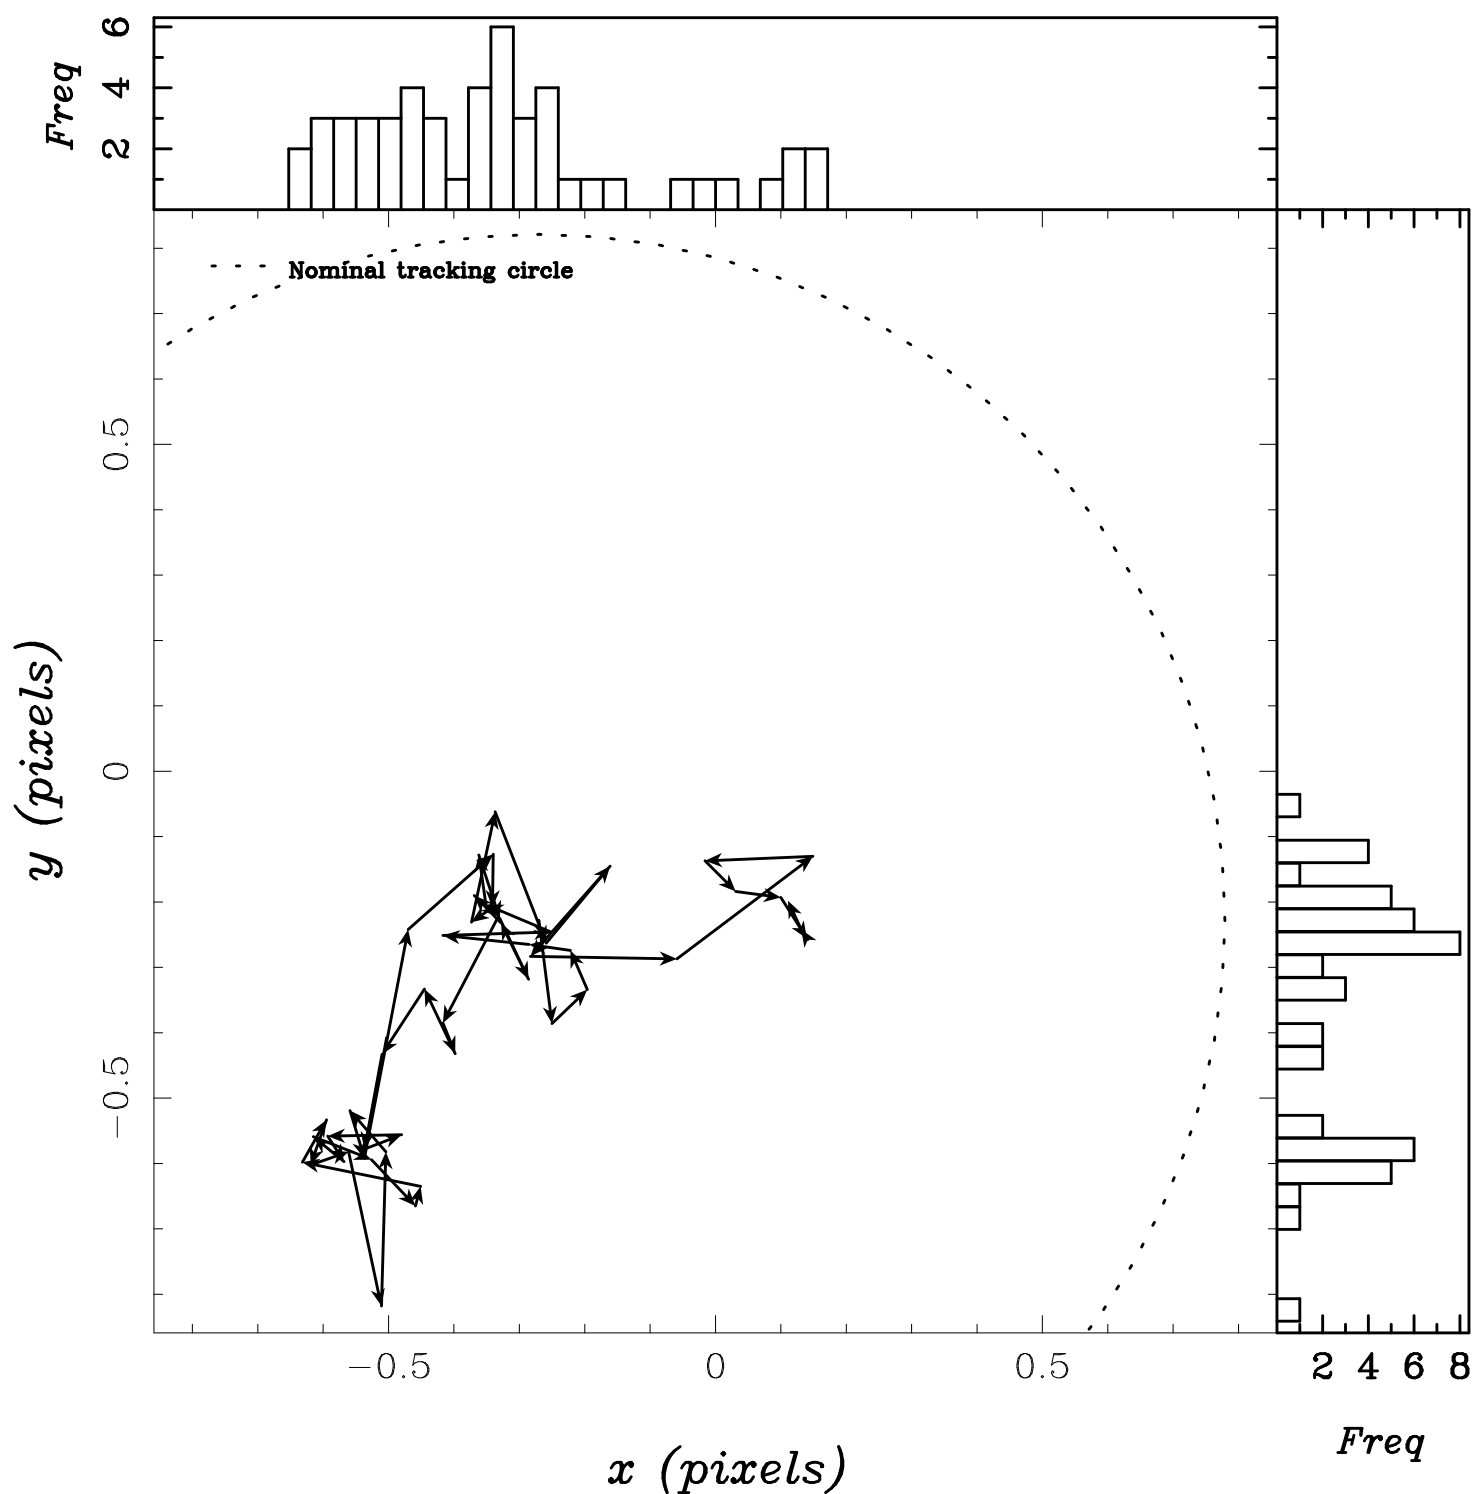 Freq
2 4 6
Nominal tracking circle
y (pixels)
0.5
0
−0.5
−0.5 0 0.5
x (pixels)
2 4 6 8
Freq